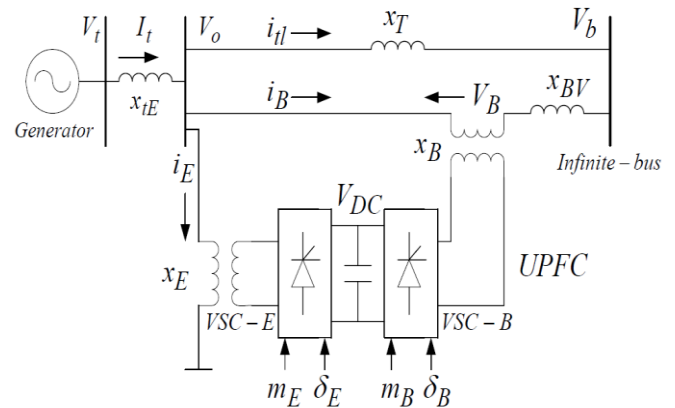 V_t I_t V_o i_tl x_T V_b
x_tE i_B V_B x_BV
Generator
x_B Infinite-bus
i_E
V_DC
x_E UPFC
VSC-E VSC-B
m_E δ_E m_B δ_B